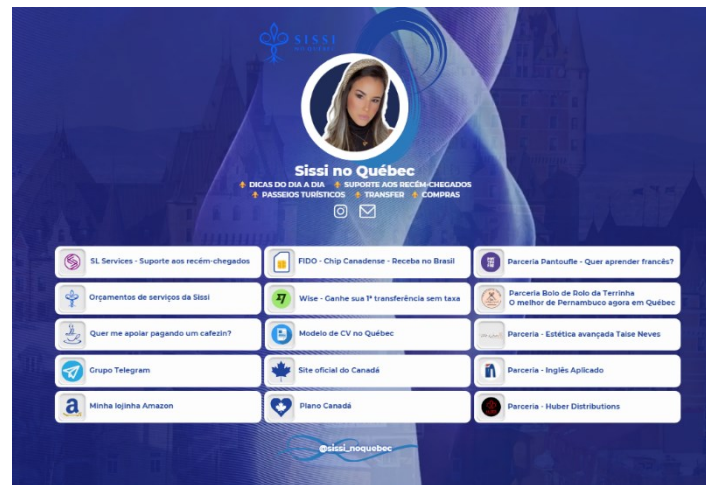 SISSI
NO QUÉBEC
Sissi no Québec
DICAS DO DIA A DIA SUPORTE AOS RECÉM-CHEGADOS
PASSEIOS TURÍSTICOS TRANSFER COMPRAS
SL Services - Suporte aos recém-chegados
FIDO - Chip Canadense - Receba no Brasil
Parceria Pantoufle - Quer aprender francês?
Orçamentos de serviços da Sissi
Wise - Ganhe sua 1ª transferência sem taxa
Parceria Bolo de Rolo da Terrinha
O melhor de Pernambuco agora em Québec
Quer me apoiar pagando um cafezin?
Modelo de CV no Québec
Parceria - Estética avançada Taise Neves
Grupo Telegram
Site oficial do Canadá
Parceria - Inglês Aplicado
Minha lojinha Amazon
Plano Canadá
Parceria - Huber Distributions
@sissi_noquebec